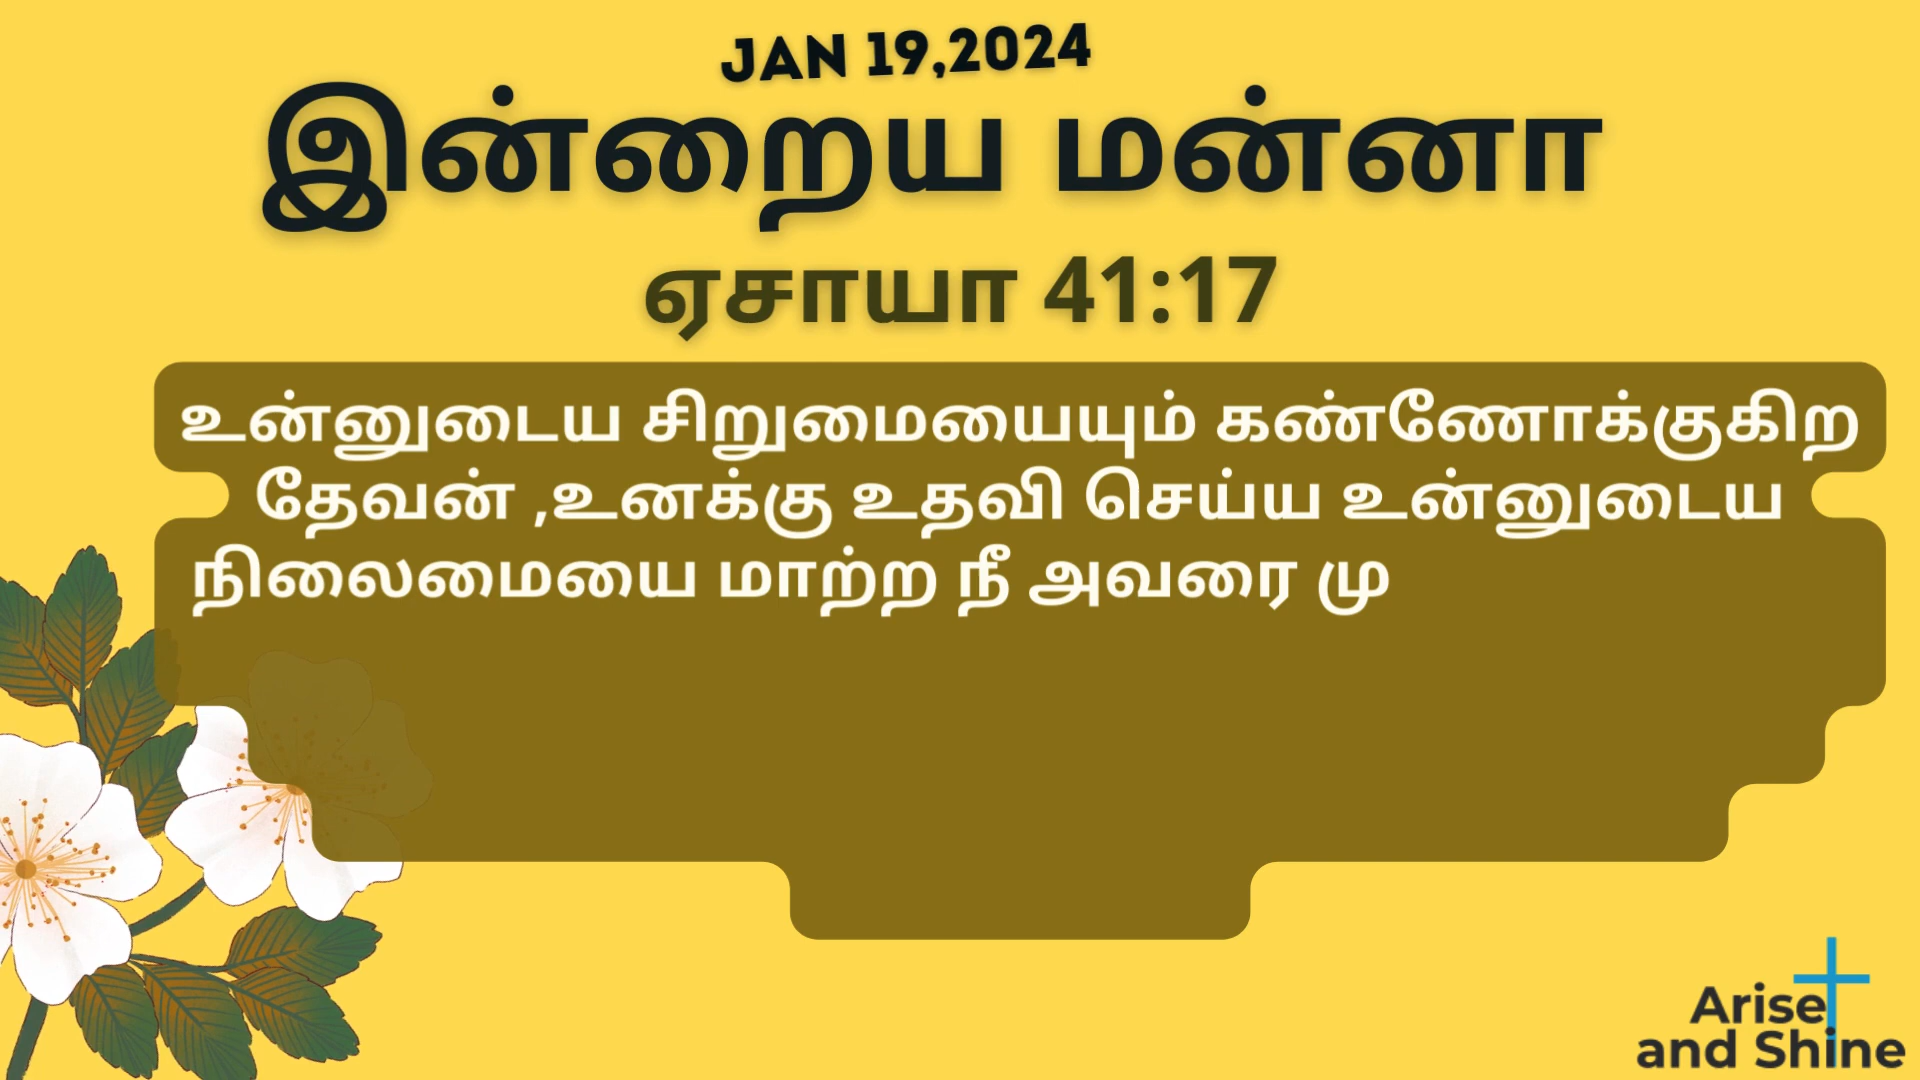 JAN 19,2024
இன்றைய மன்னா
ஏசாயா 41:17
உன்னுடைய சிறுமையையும் கண்ணோக்குகிற
தேவன் ,உனக்கு உதவி செய்ய உன்னுடைய
நிலைமையை மாற்ற நீ அவரை மு
Arise
and Shine